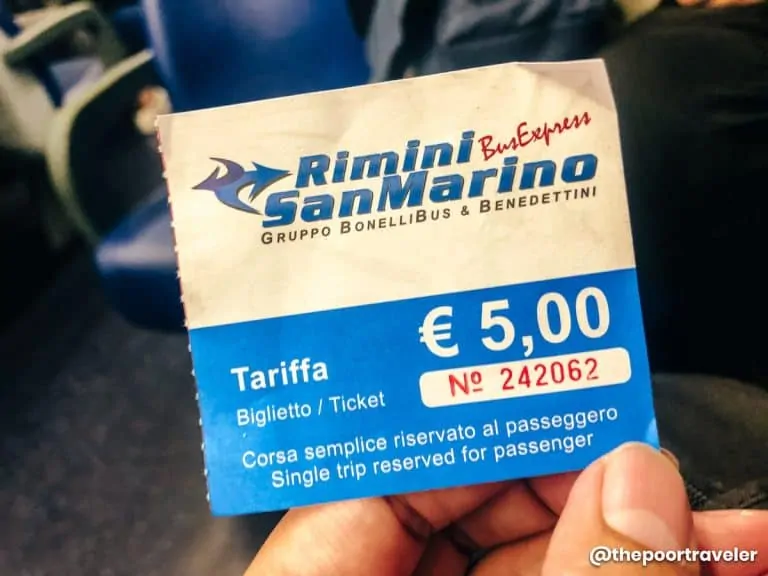 Rimini BusExpress
SanMarino
GRUPPO BONELLIBUS & BENEDETTINI
€ 5,00
Tariffa
Nº 242062
Biglietto / Ticket
Corsa semplice riservato al passeggero
Single trip reserved for passenger
@thepoortraveler